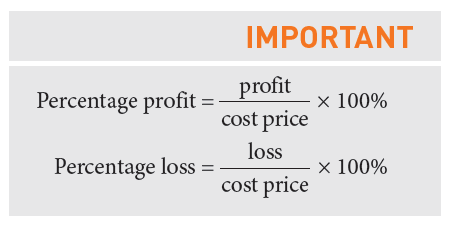 IMPORTANT
Percentage profit = profit / cost price × 100%
Percentage loss = loss / cost price × 100%